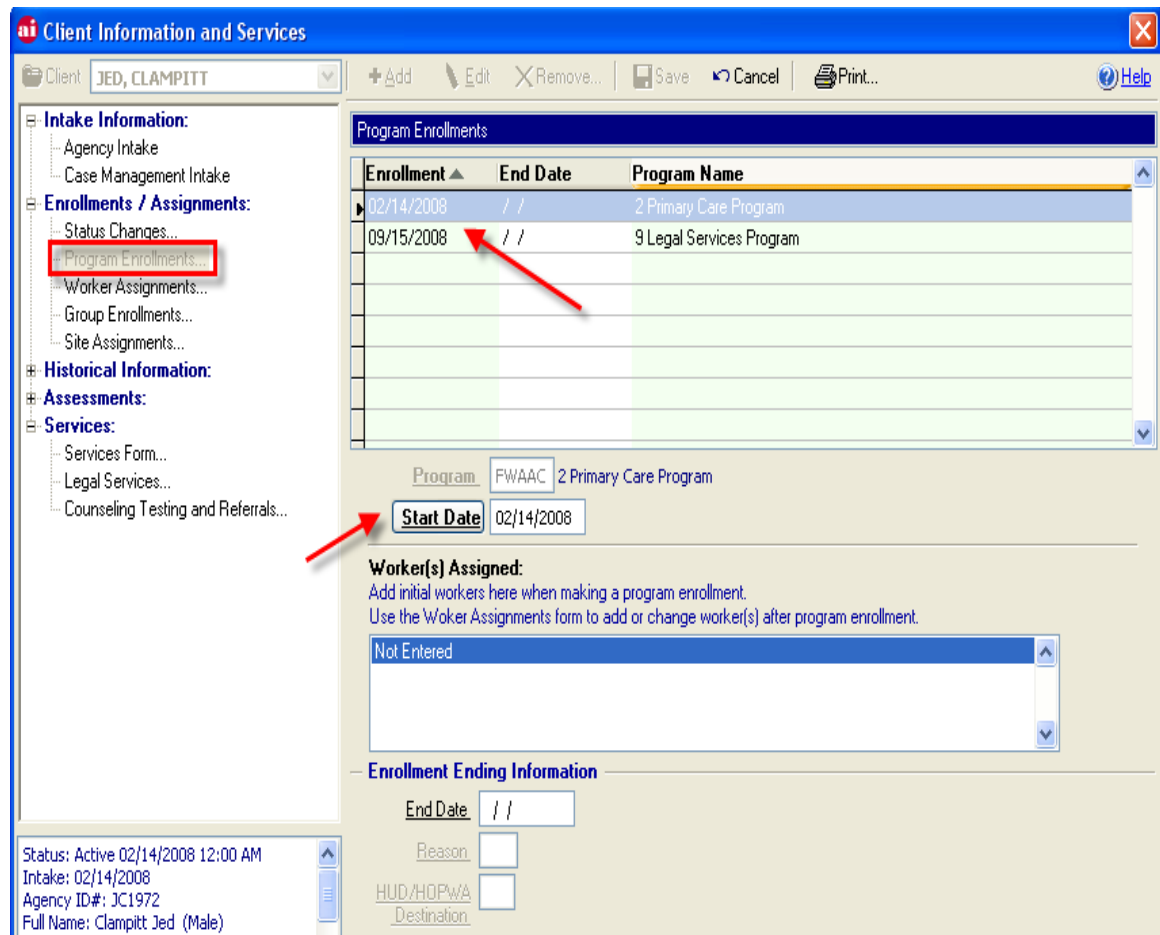 ai Client Information and Services
Client JED, CLAMPITT Add Edit Remove... Save Cancel Print... Help
Intake Information:
Agency Intake
Case Management Intake
Enrollments / Assignments:
Status Changes...
Program Enrollments...
Worker Assignments...
Group Enrollments...
Site Assignments...
Historical Information:
Assessments:
Services:
Services Form...
Legal Services...
Counseling Testing and Referrals...
Status: Active 02/14/2008 12:00 AM
Intake: 02/14/2008
Agency ID#: JC1972
Full Name: Clampitt Jed (Male)
Program Enrollments
Enrollment End Date Program Name
02/14/2008 / / 2 Primary Care Program
09/15/2008 / / 9 Legal Services Program
Program FWAAC 2 Primary Care Program
Start Date 02/14/2008
Worker(s) Assigned:
Add initial workers here when making a program enrollment.
Use the Woker Assignments form to add or change worker(s) after program enrollment.
Not Entered
Enrollment Ending Information
End Date / /
Reason
HUD/HOPWA
Destination